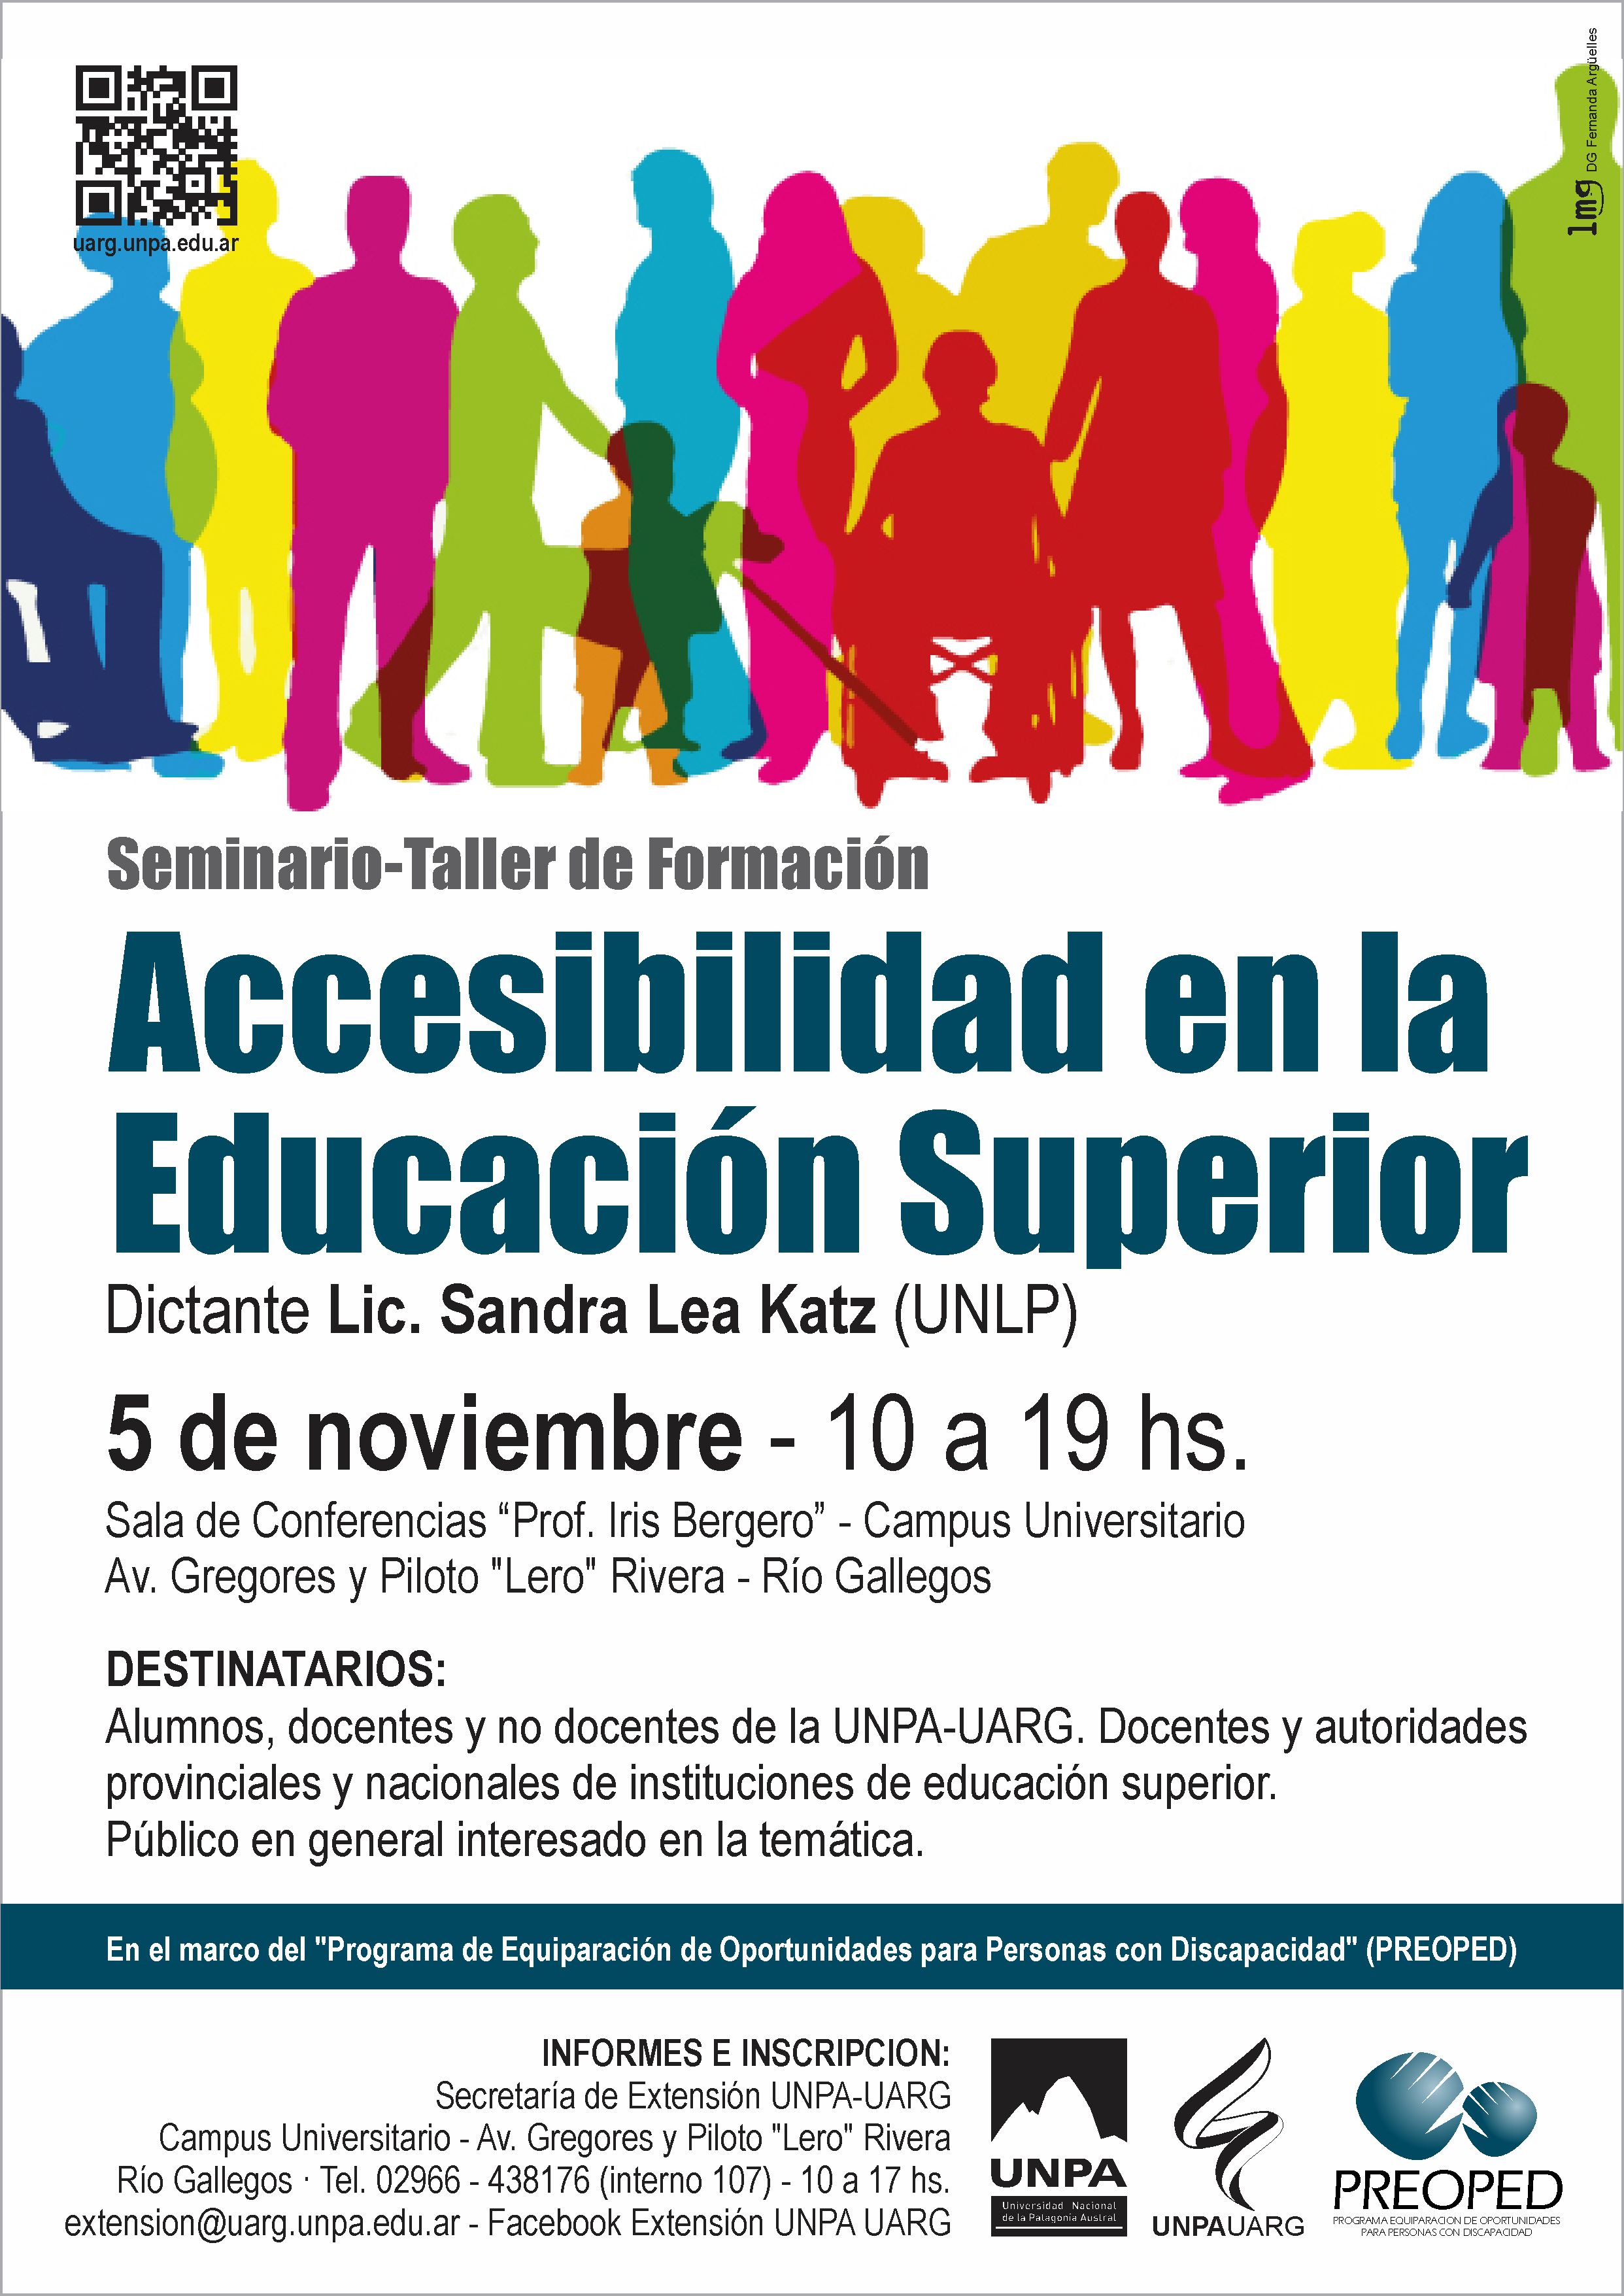 uarg.unpa.edu.ar
lmg DG Fernanda Argüelles
Seminario-Taller de Formación
Accesibilidad en la
Educación Superior
Dictante Lic. Sandra Lea Katz (UNLP)
5 de noviembre - 10 a 19 hs.
Sala de Conferencias “Prof. Iris Bergero” - Campus Universitario
Av. Gregores y Piloto "Lero" Rivera - Río Gallegos
DESTINATARIOS:
Alumnos, docentes y no docentes de la UNPA-UARG. Docentes y autoridades
provinciales y nacionales de instituciones de educación superior.
Público en general interesado en la temática.
En el marco del "Programa de Equiparación de Oportunidades para Personas con Discapacidad" (PREOPED)
INFORMES E INSCRIPCION:
Secretaría de Extensión UNPA-UARG
Campus Universitario - Av. Gregores y Piloto "Lero" Rivera
Río Gallegos · Tel. 02966 - 438176 (interno 107) - 10 a 17 hs.
extension@uarg.unpa.edu.ar - Facebook Extensión UNPA UARG
UNPA
Universidad Nacional
de la Patagonia Austral
UNPAUARG
PREOPED
PROGRAMA EQUIPARACION DE OPORTUNIDADES
PARA PERSONAS CON DISCAPACIDAD